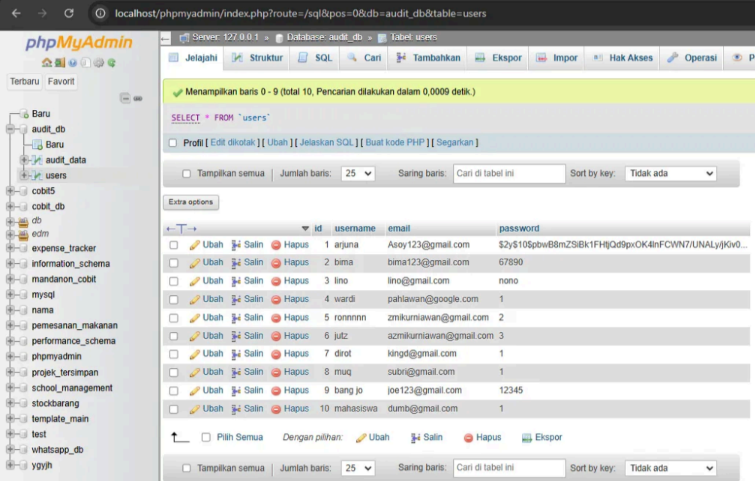 localhost/phpmyadmin/index.php?route=/sql&pos=0&db=audit_db&table=users
phpMyAdmin
Terbaru Favorit
Baru
audit_db
Baru
audit_data
users
cobit5
cobit_db
db
edm
expense_tracker
information_schema
mandanon_cobit
mysql
nama
pemesanan_makanan
performance_schema
phpmyadmin
projek_tersimpan
school_management
stockbarang
template_main
test
whatsapp_db
ygyjh
Server: 127.0.0.1 » Database: audit_db » Tabel: users
Jelajahi Struktur SQL Cari Tambahkan Ekspor Impor Hak Akses Operasi P
Menampilkan baris 0 - 9 (total 10, Pencarian dilakukan dalam 0,0009 detik.)
SELECT * FROM `users`
Profil [ Edit dikotak ] [ Ubah ] [ Jelaskan SQL ] [ Buat kode PHP ] [ Segarkan ]
Tampilkan semua | Jumlah baris: 25 Saring baris: Cari di tabel ini Sort by key: Tidak ada
Extra options
←T→ id username email password
Ubah Salin Hapus 1 arjuna Asoy123@gmail.com
Ubah Salin Hapus 2 bima bima123@gmail.com 67890
Ubah Salin Hapus 3 lino lino@gmail.com nono
Ubah Salin Hapus 4 wardi pahlawan@google.com 1
Ubah Salin Hapus 5 ronnnnn zmikurniawan@gmail.com 2
Ubah Salin Hapus 6 jutz azmikurniawan@gmail.com 3
Ubah Salin Hapus 7 dirot kingd@gmail.com 1
Ubah Salin Hapus 8 muq subri@gmail.com 1
Ubah Salin Hapus 9 bang jo joe123@gmail.com 12345
Ubah Salin Hapus 10 mahasiswa dumb@gmail.com 1
Pilih Semua Dengan pilihan: Ubah Salin Hapus Ekspor
Tampilkan semua | Jumlah baris: 25 Saring baris: Cari di tabel ini Sort by key: Tidak ada